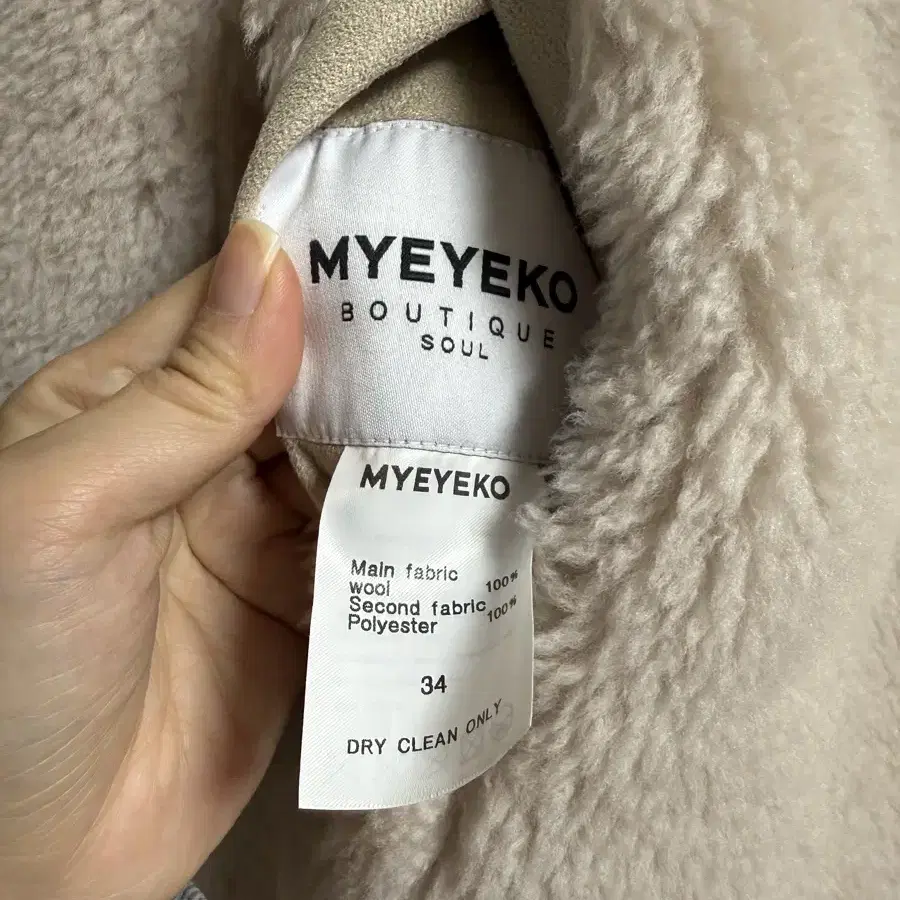 MYEYEKO
BOUTIQUE
SOUL
MYEYEKO
Main fabric
wool 100%
Second fabric
Polyester 100%
34
DRY CLEAN ONLY